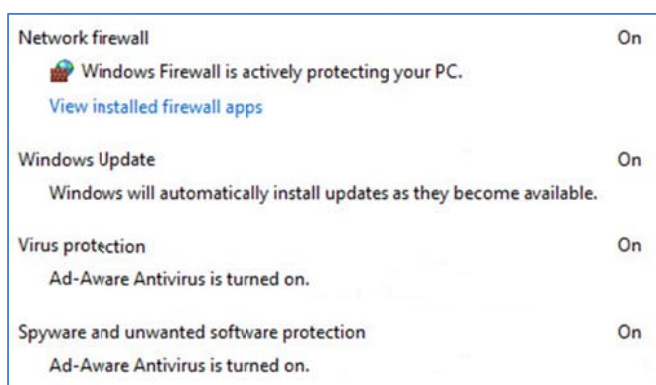 Network firewall On
Windows Firewall is actively protecting your PC.
View installed firewall apps
Windows Update On
Windows will automatically install updates as they become available.
Virus protection On
Ad-Aware Antivirus is turned on.
Spyware and unwanted software protection On
Ad-Aware Antivirus is turned on.